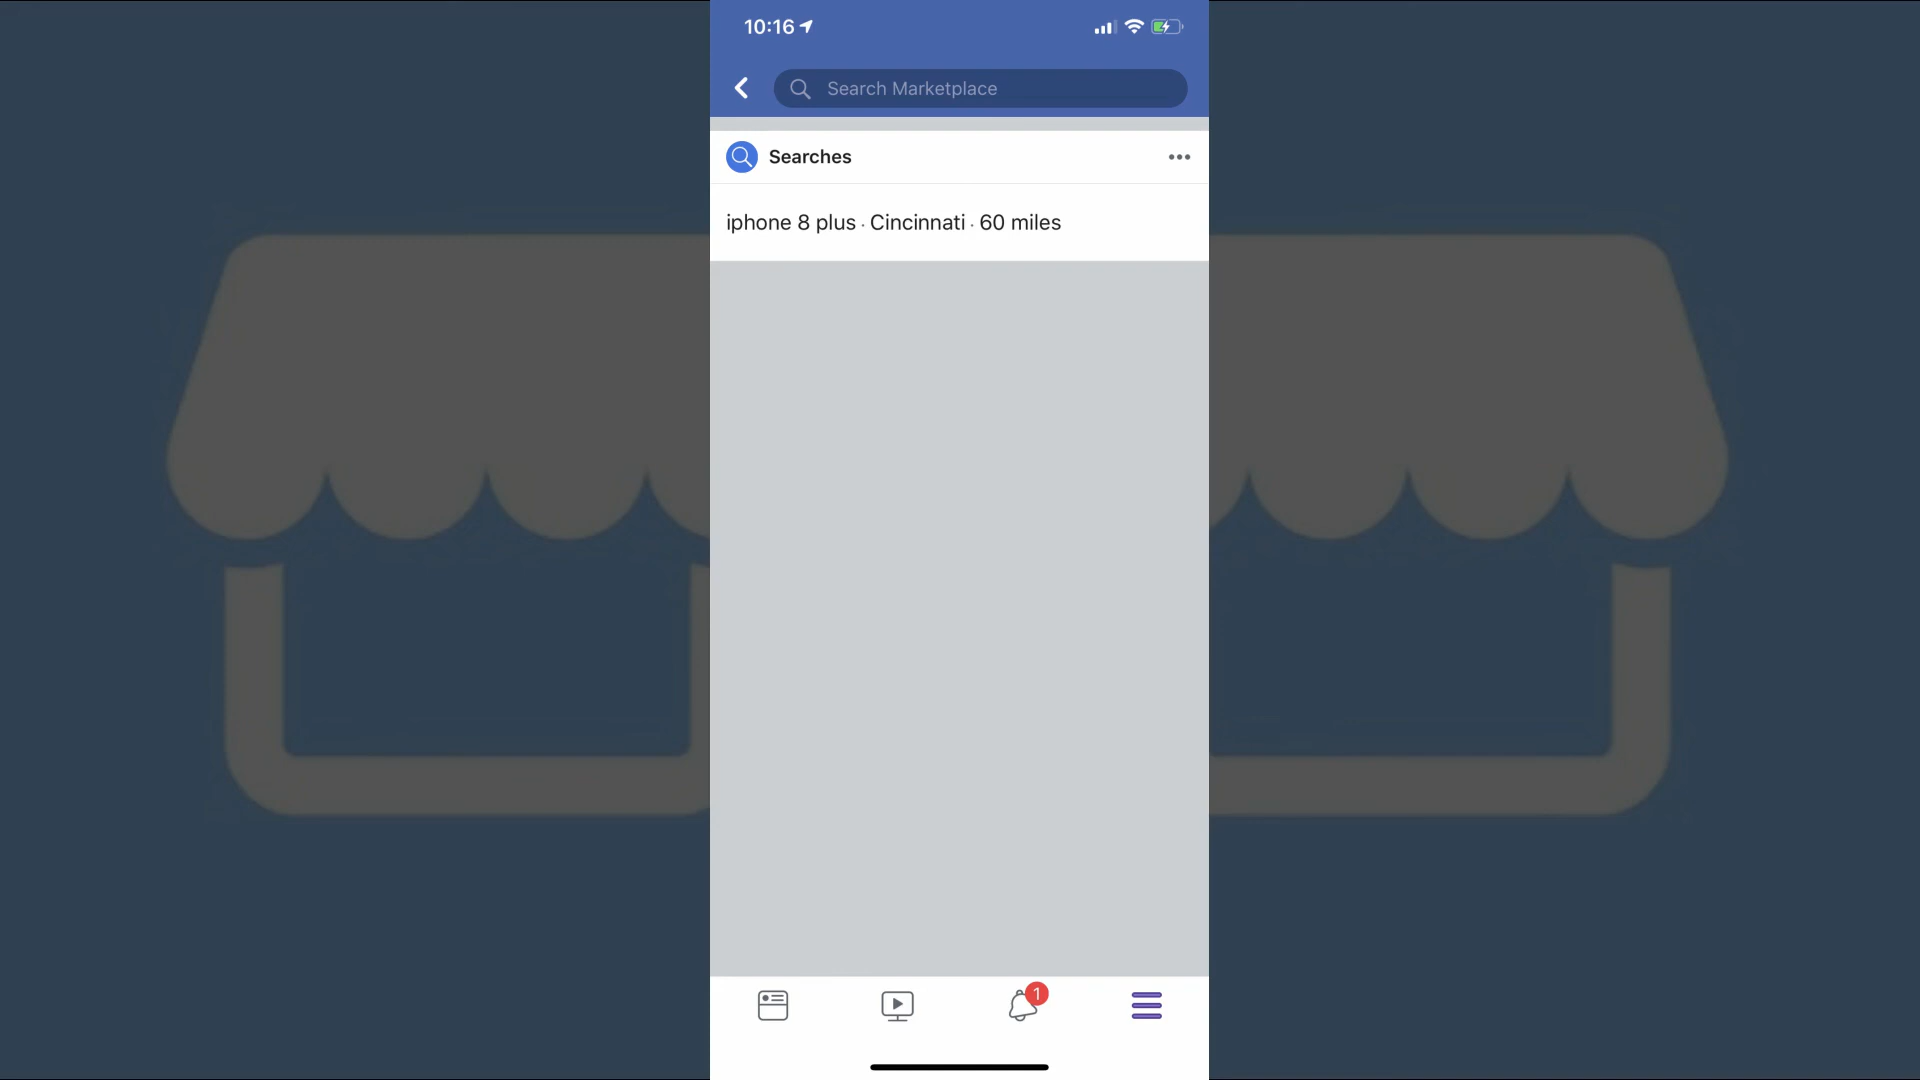 10:16
Search Marketplace
Searches
iphone 8 plus · Cincinnati · 60 miles
1